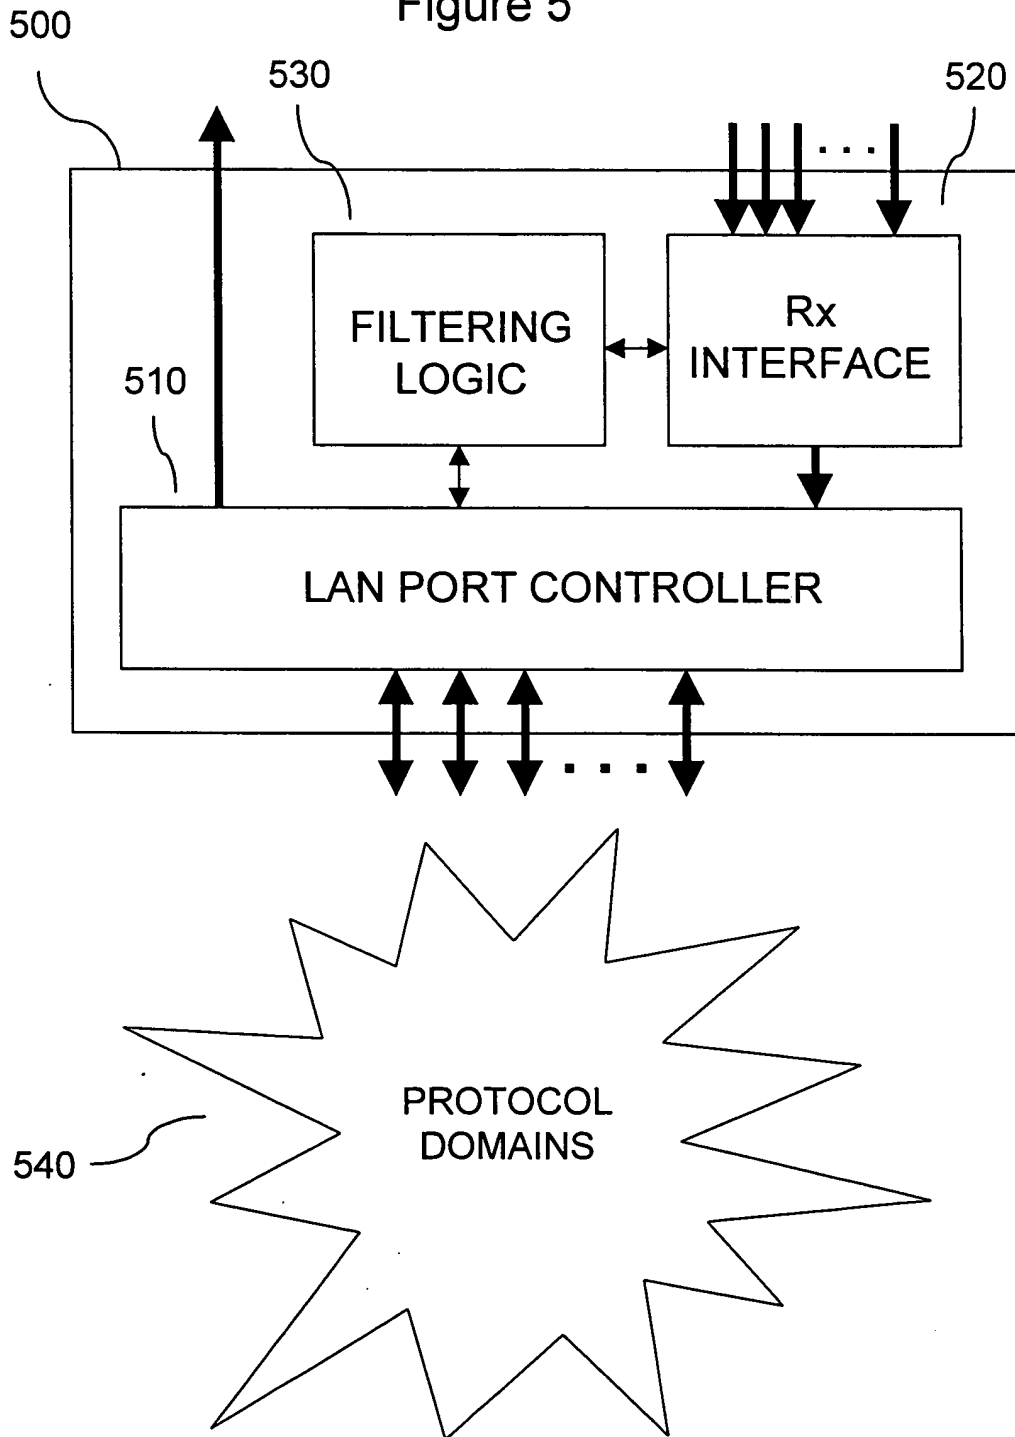 Figure 5
500
530
520
FILTERING
LOGIC
Rx
INTERFACE
510
LAN PORT CONTROLLER
PROTOCOL
DOMAINS
540